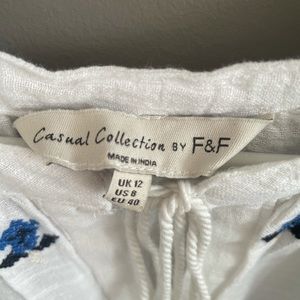 Casual Collection BY F&F
MADE IN INDIA
UK 12
US 8
EU 40